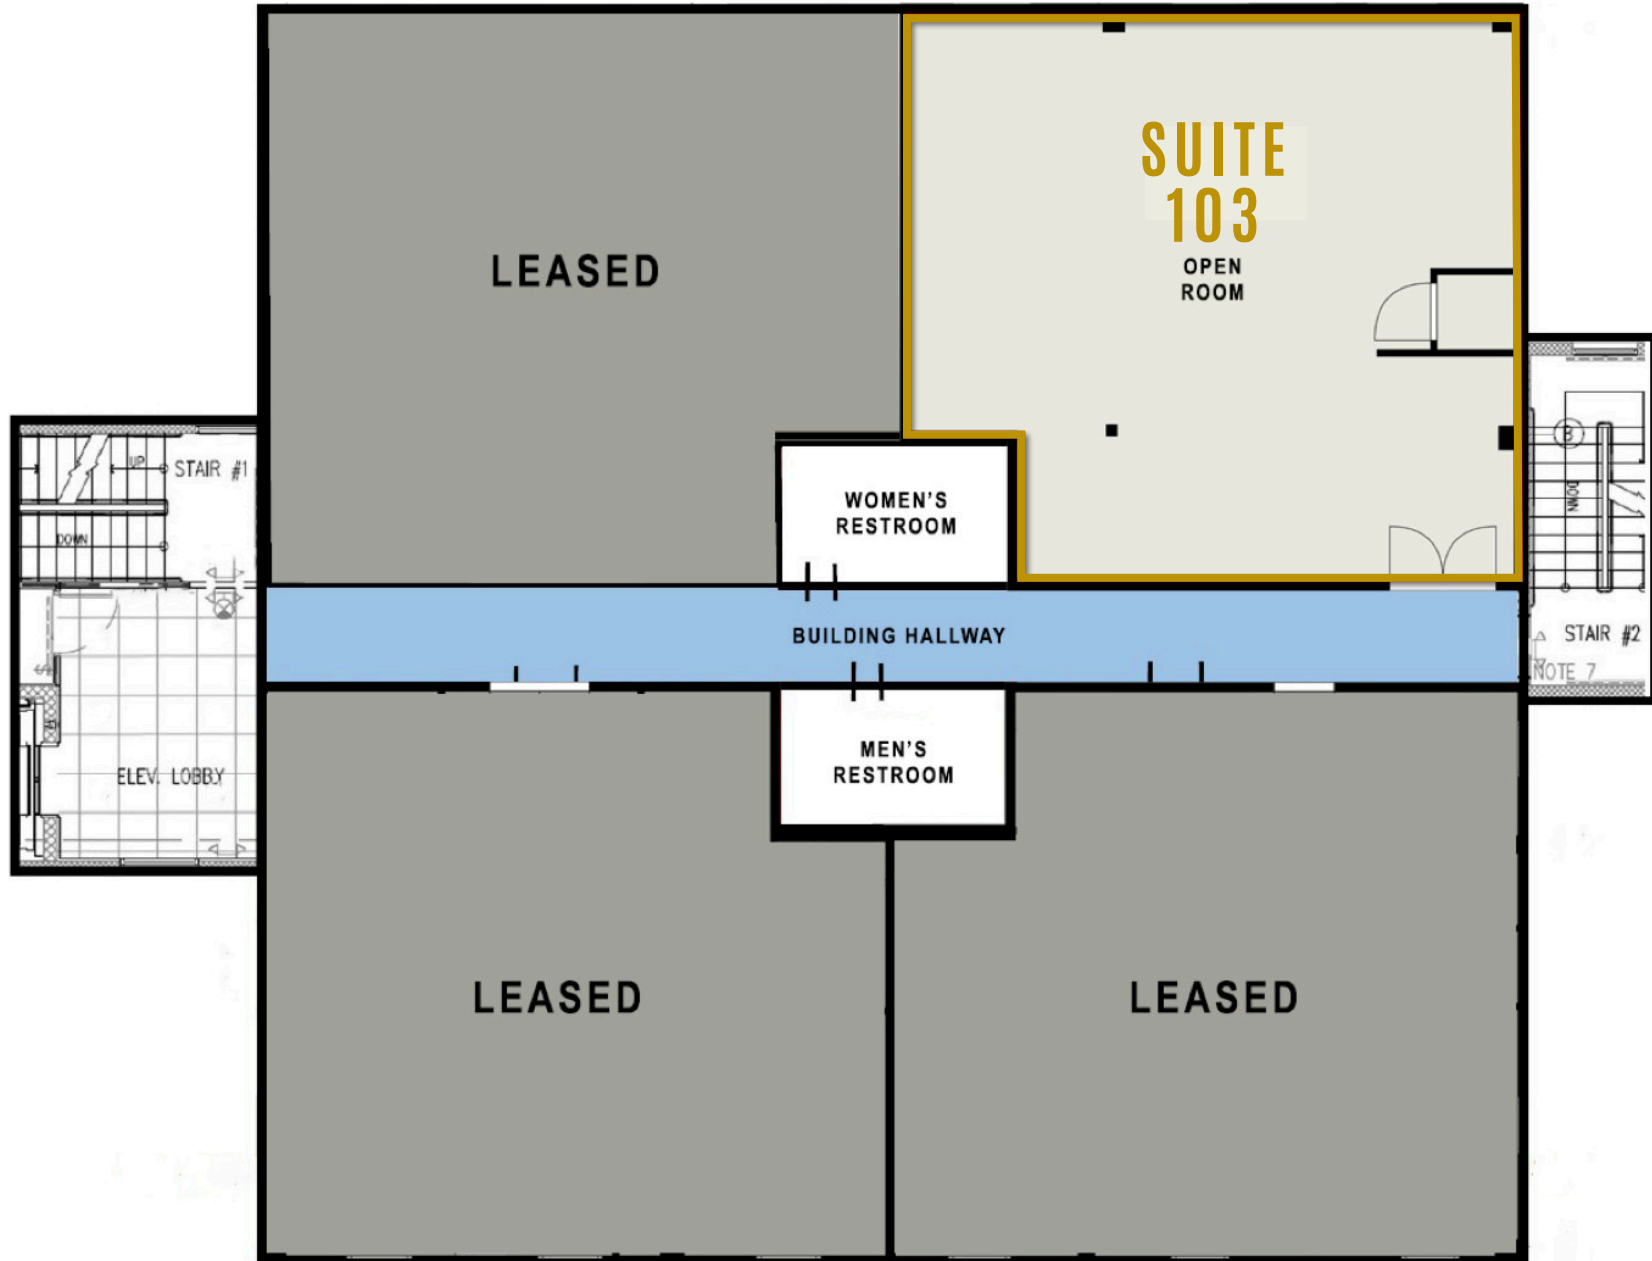 SUITE
103
OPEN
ROOM
LEASED
UP
STAIR #1
DOWN
WOMEN'S
RESTROOM
B
DOWN
BUILDING HALLWAY
STAIR #2
NOTE 7
ELEV. LOBBY
MEN'S
RESTROOM
LEASED
LEASED